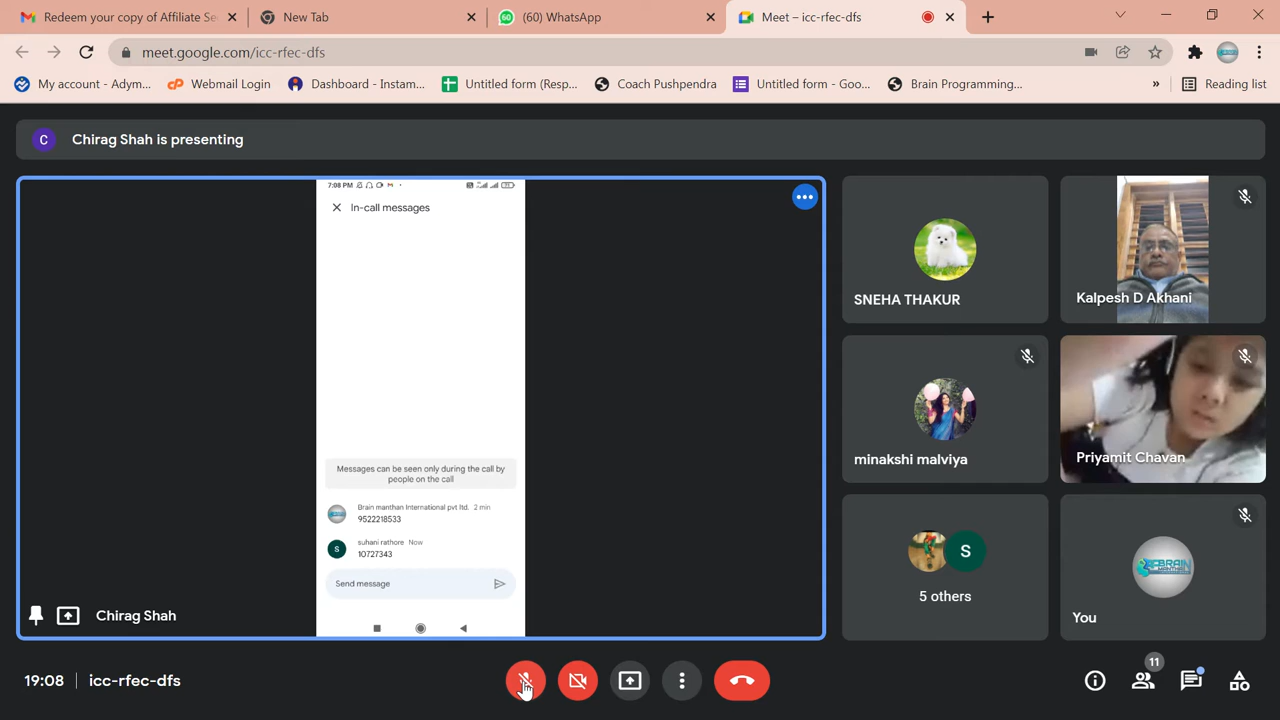 Redeem your copy of Affiliate Se
New Tab
60
(60) WhatsApp
Meet – icc-rfec-dfs
meet.google.com/icc-rfec-dfs
My account - Adym...
Webmail Login
Dashboard - Instam...
Untitled form (Resp...
Coach Pushpendra
Untitled form - Goo...
Brain Programming...
»
Reading list
C
Chirag Shah is presenting
7:08 PM
In-call messages
Messages can be seen only during the call by
people on the call
Brain manthan International pvt ltd. 2 min
9522218533
S
suhani rathore Now
10727343
Send message
Chirag Shah
SNEHA THAKUR
Kalpesh D Akhani
minakshi malviya
Priyamit Chavan
S
5 others
You
19:08
icc-rfec-dfs
11